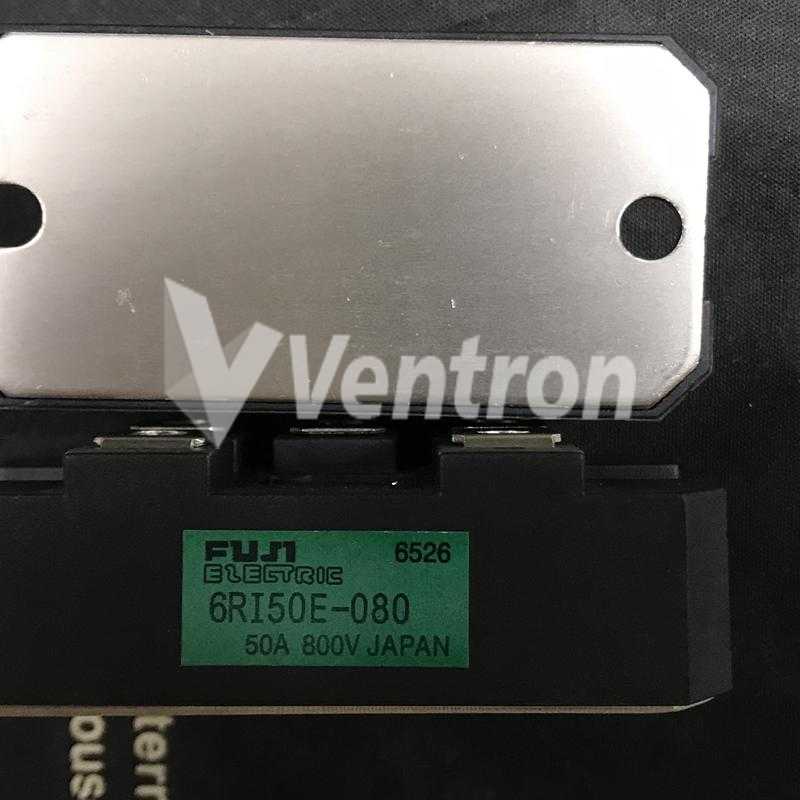 Ventron
FUJI 6526
ELECTRIC
6RI50E-080
50A 800V JAPAN